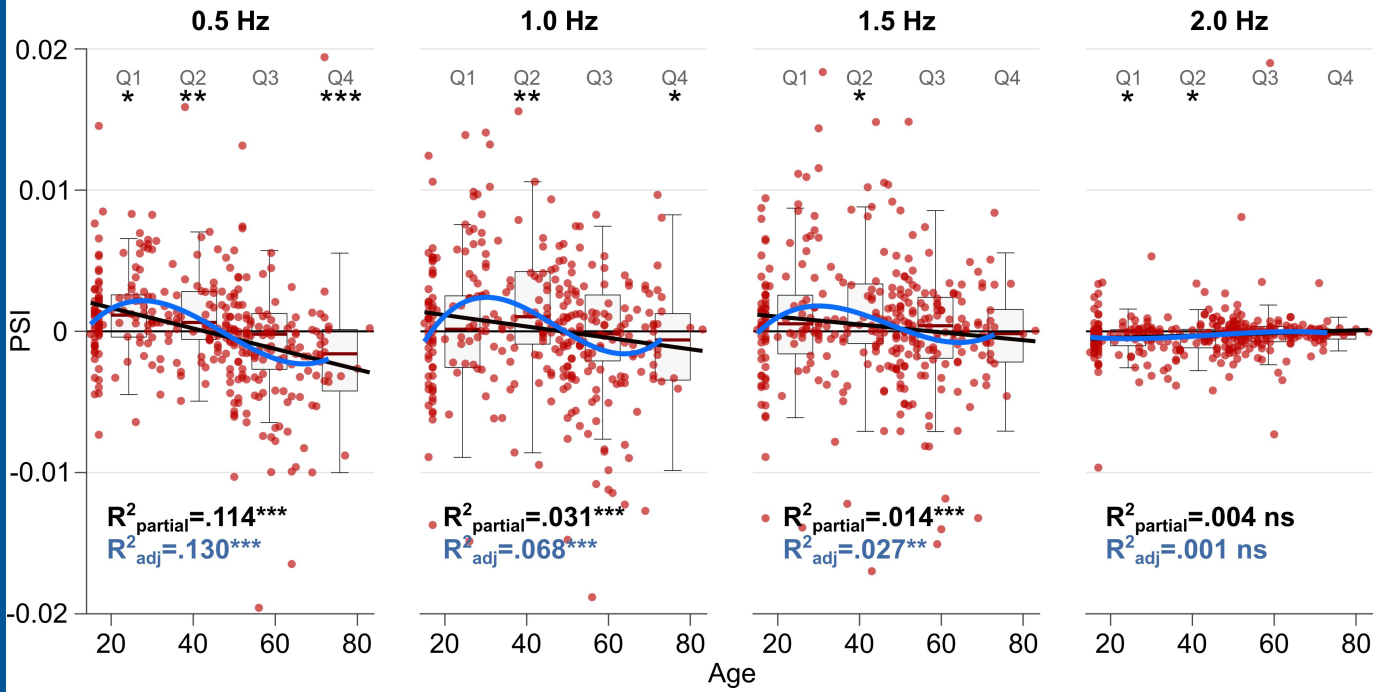 0.5 Hz 1.0 Hz 1.5 Hz 2.0 Hz
0.02
Q1 Q2 Q3 Q4 Q1 Q2 Q3 Q4 Q1 Q2 Q3 Q4 Q1 Q2 Q3 Q4
* ** *** ** * * * *
0.01
0
PSI
-0.01
R²partial=.114*** R²partial=.031*** R²partial=.014*** R²partial=.004 ns
R²adj=.130*** R²adj=.068*** R²adj=.027** R²adj=.001 ns
-0.02
20 40 60 80 20 40 60 80 20 40 60 80 20 40 60 80
Age